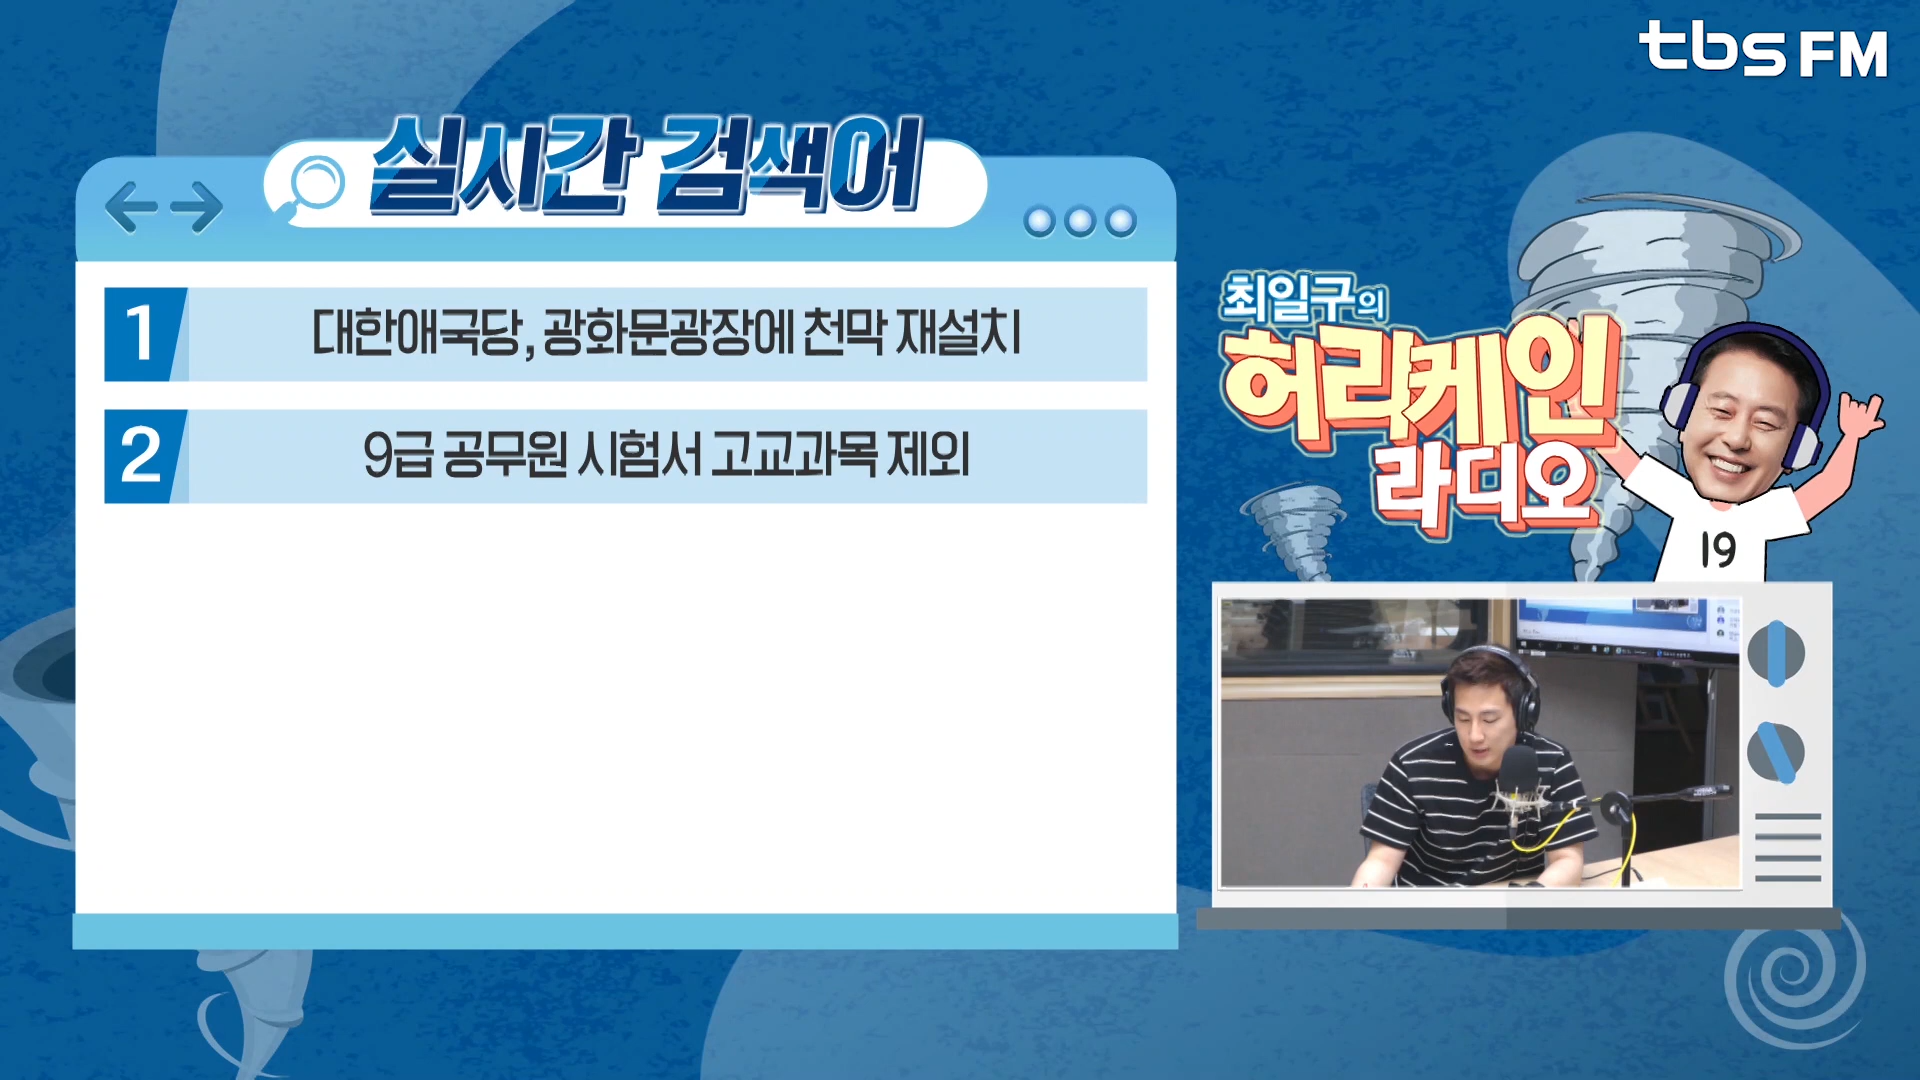 tbs FM
실시간 검색어
1 대한애국당, 광화문광장에 천막 재설치
2 9급 공무원 시험서 고교과목 제외
최일구의
허리케인
라디오
19